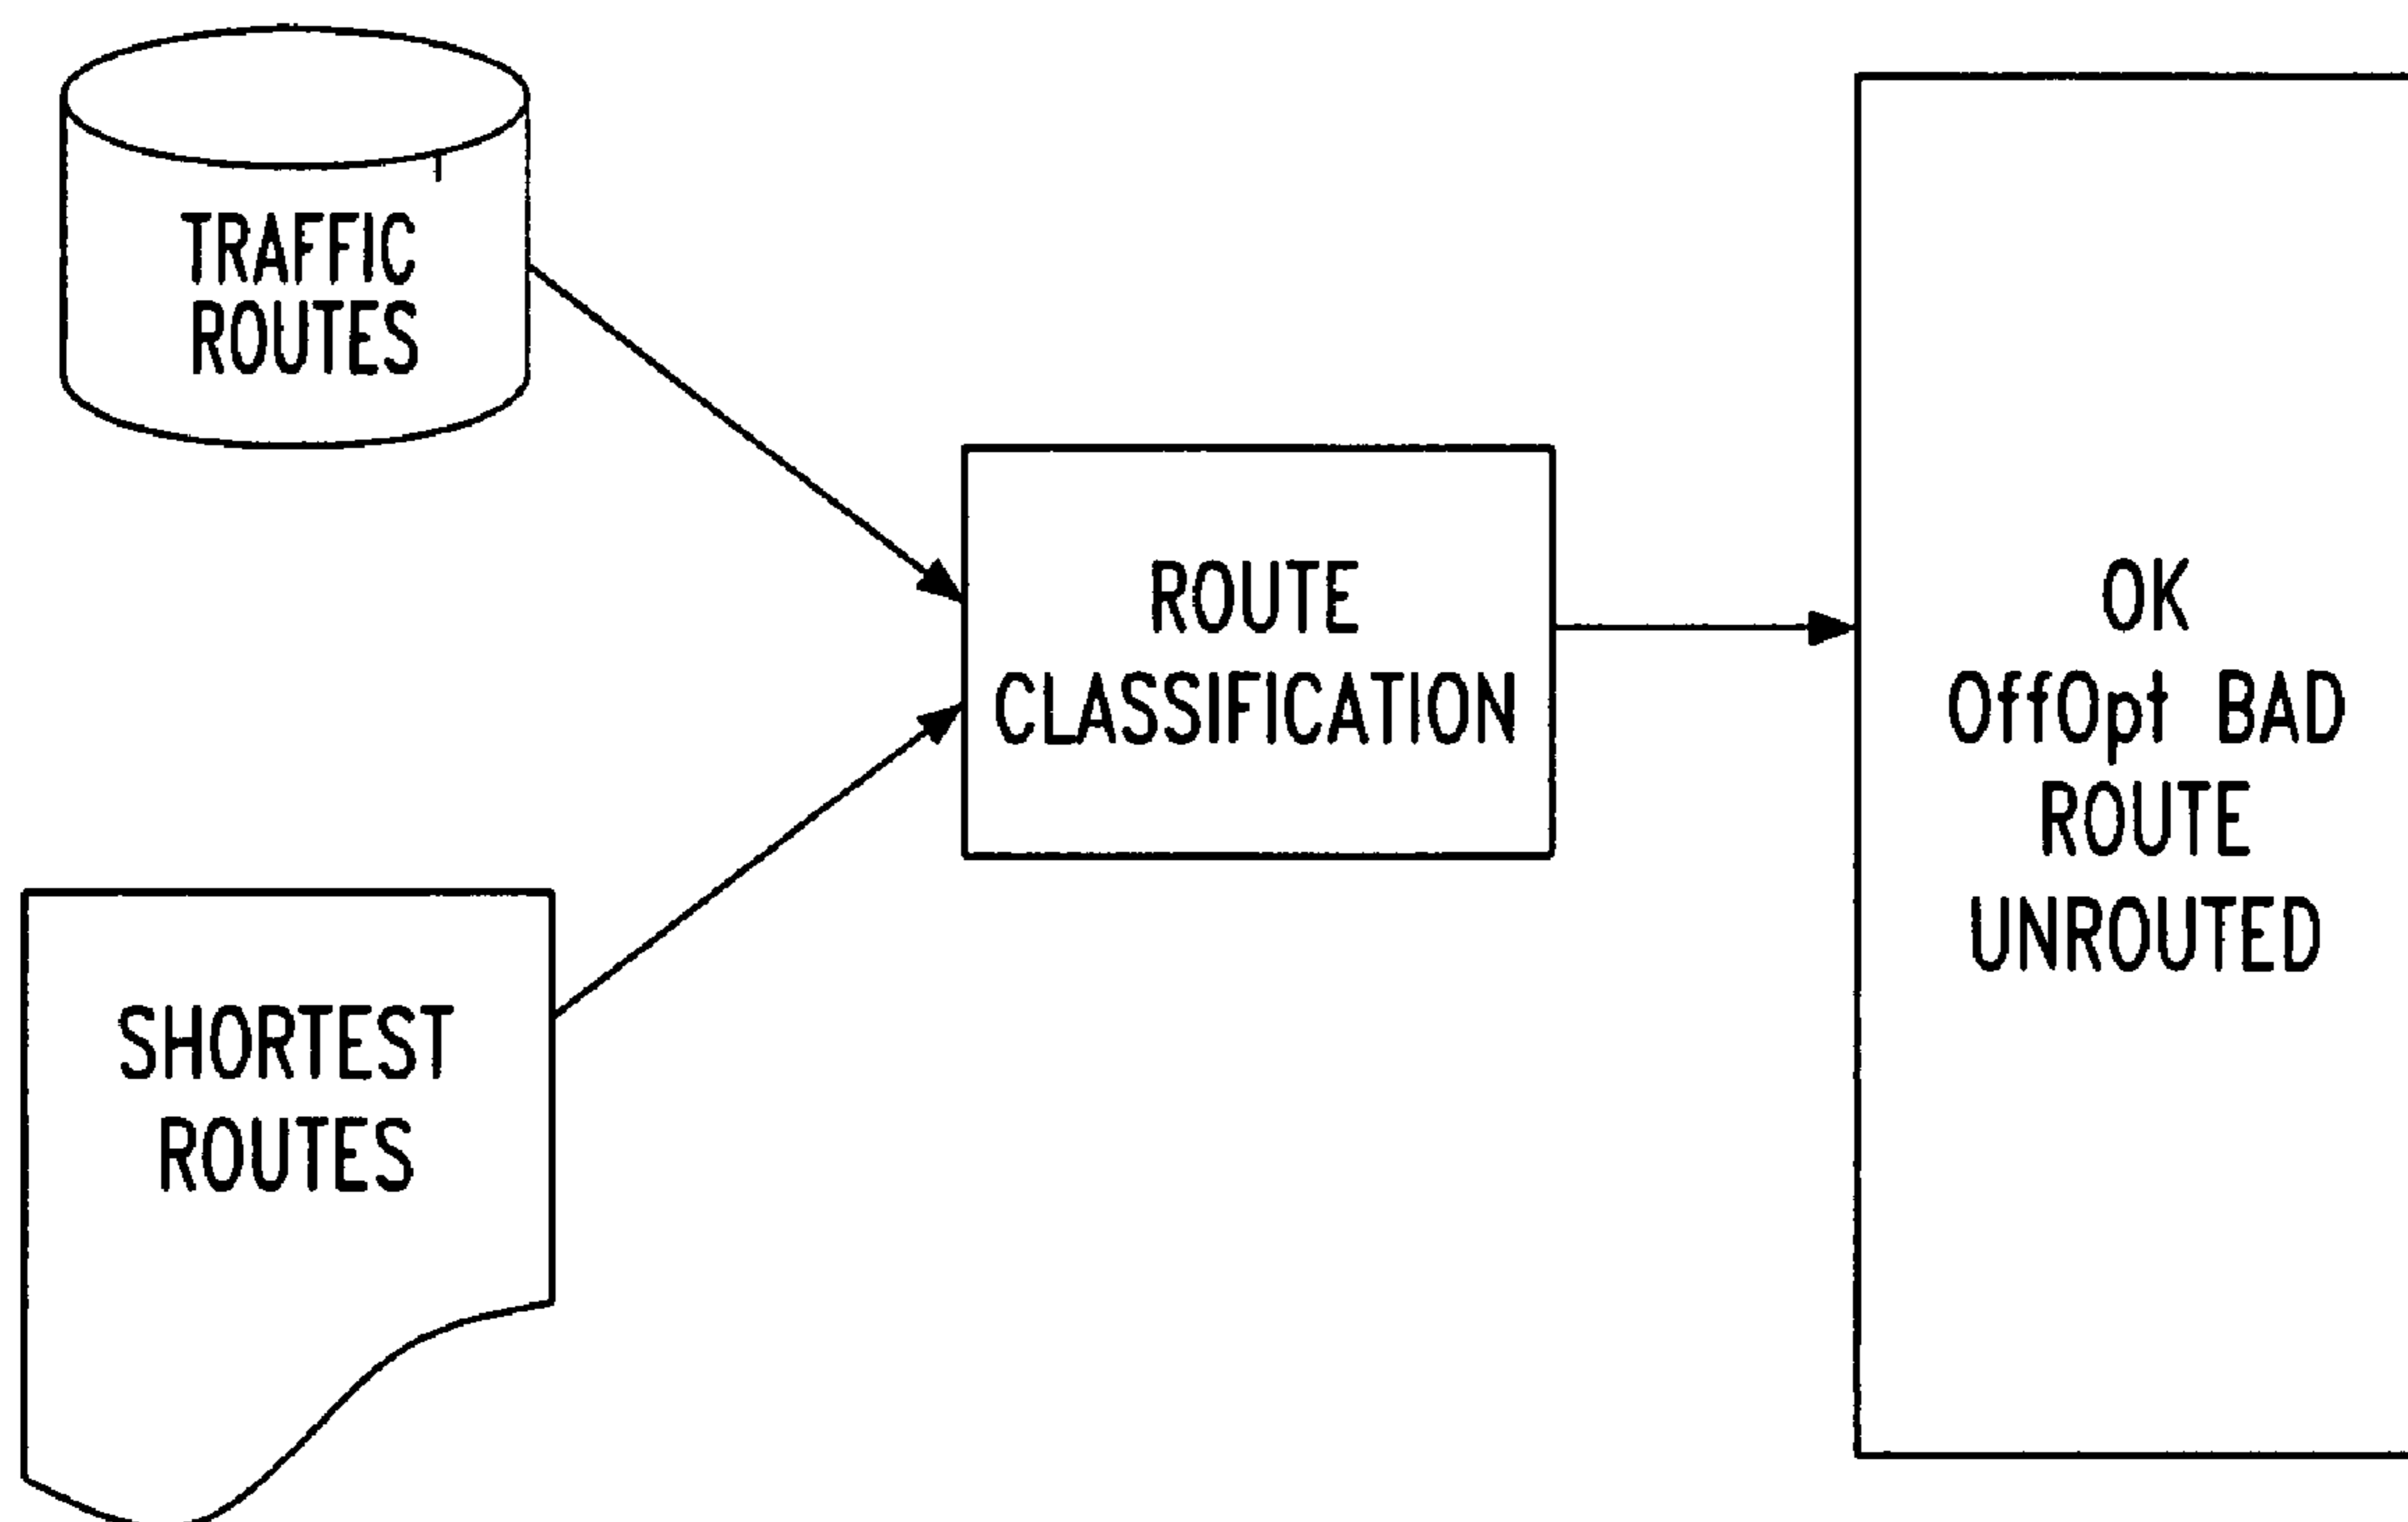 TRAFFIC
ROUTES
ROUTE
CLASSIFICATION
OK
OffOpt BAD
ROUTE
UNROUTED
SHORTEST
ROUTES